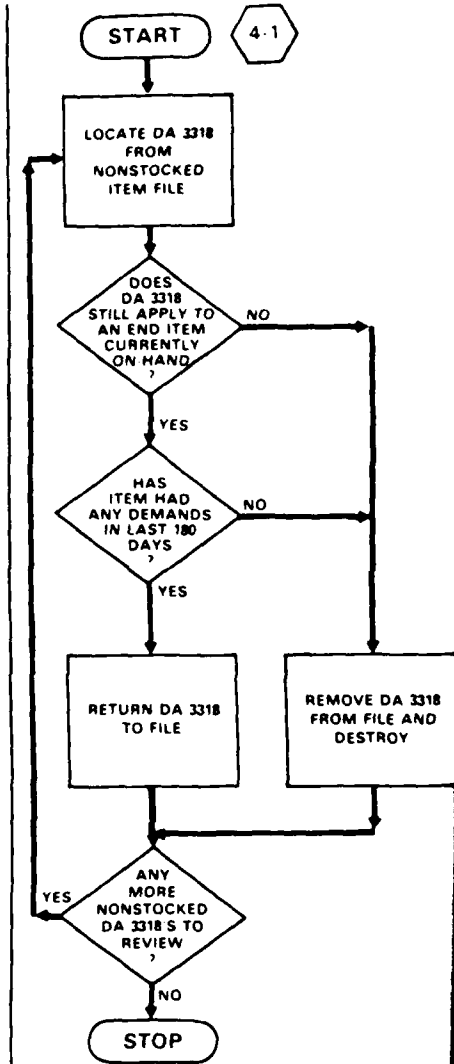 START
4-1
LOCATE DA 3318
FROM
NONSTOCKED
ITEM FILE
DOES
DA 3318
STILL APPLY TO
AN END ITEM
CURRENTLY
ON HAND
?
NO
YES
HAS
ITEM HAD
ANY DEMANDS
IN LAST 180
DAYS
?
NO
YES
RETURN DA 3318
TO FILE
REMOVE DA 3318
FROM FILE AND
DESTROY
ANY
MORE
NONSTOCKED
DA 3318'S TO
REVIEW
?
YES
NO
STOP